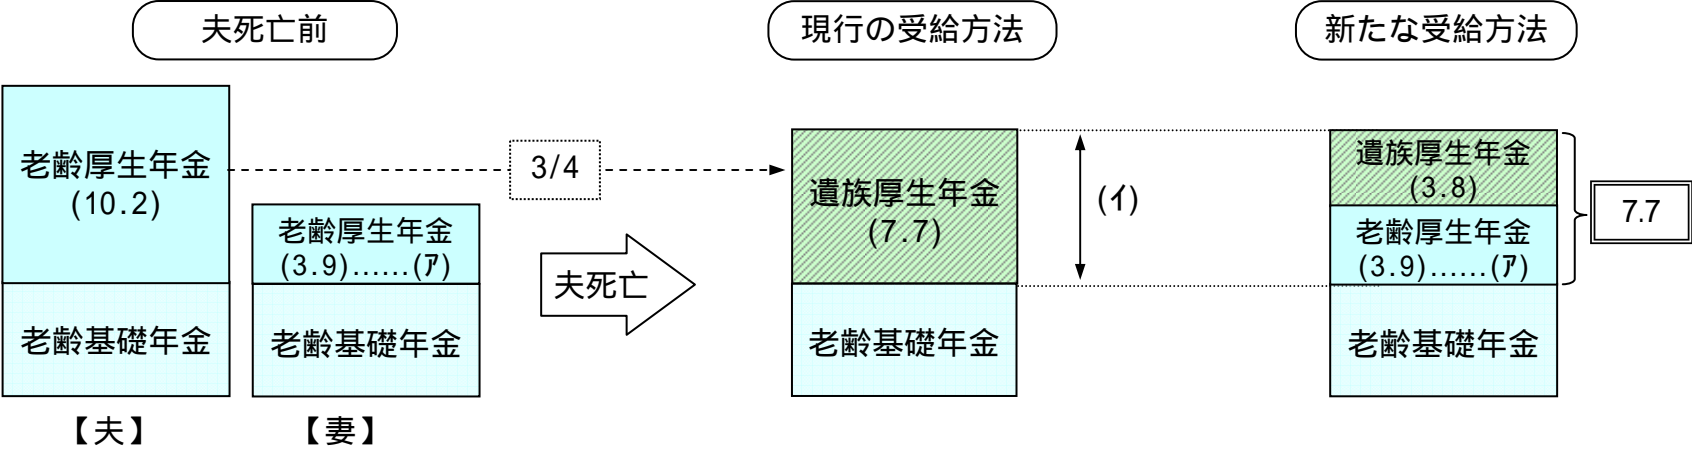 夫死亡前
現行の受給方法
新たな受給方法
老齢厚生年金
(10.2)
老齢基礎年金
【夫】
老齢厚生年金
(3.9)......(ｱ)
老齢基礎年金
【妻】
3/4
夫死亡
遺族厚生年金
(7.7)
老齢基礎年金
(ｲ)
遺族厚生年金
(3.8)
老齢厚生年金
(3.9)......(ｱ)
老齢基礎年金
7.7